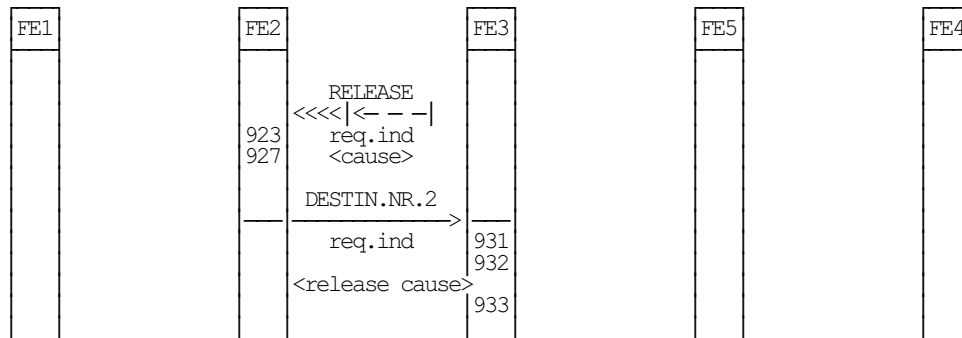 FE1 FE2 FE3 FE5 FE4
RELEASE
<<<<|<— — —|
923 req.ind
927 <cause>
DESTIN.NR.2
req.ind 931
932
<release cause>
933